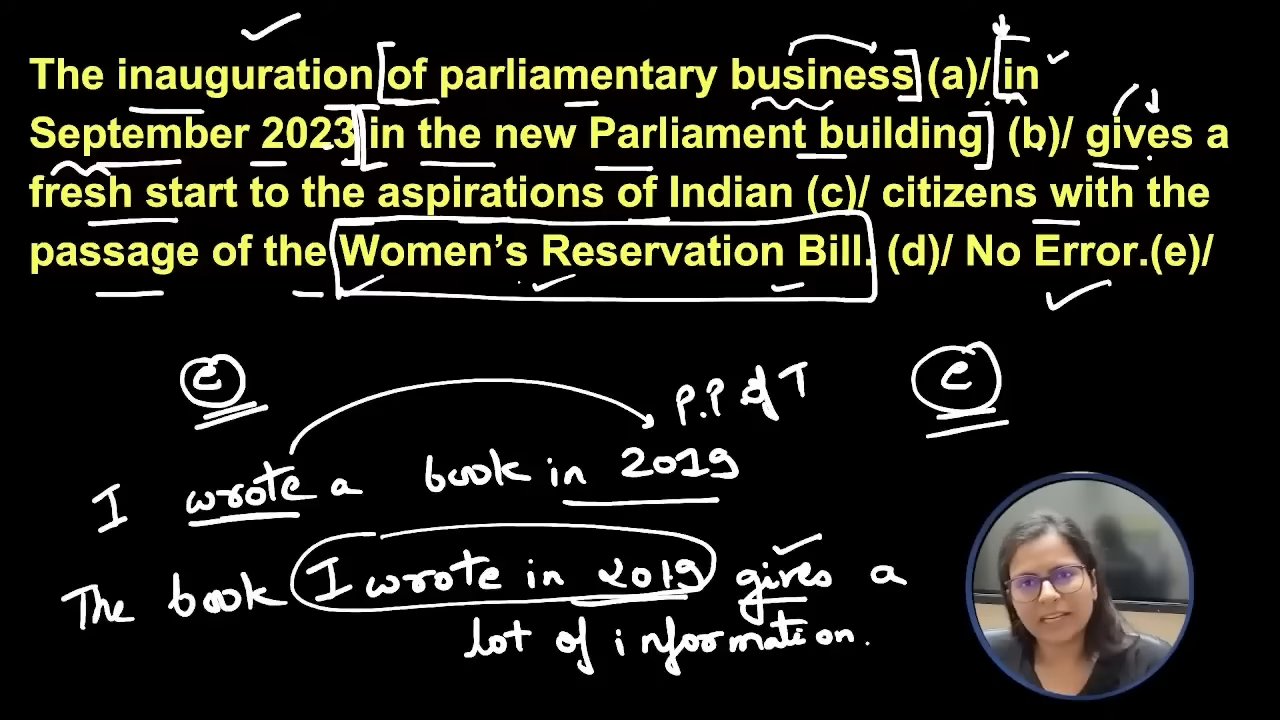 The inauguration [of parliamentary business] (a)/ [in
September 2023] [in the new Parliament building] (b)/ gives a
fresh start to the aspirations of Indian (c)/ citizens with the
passage of the Women’s Reservation Bill. (d)/ No Error.(e)/
e
e
P.P of T
I wrote a book in 2019
The book I wrote in 2019 gives a
lot of information.